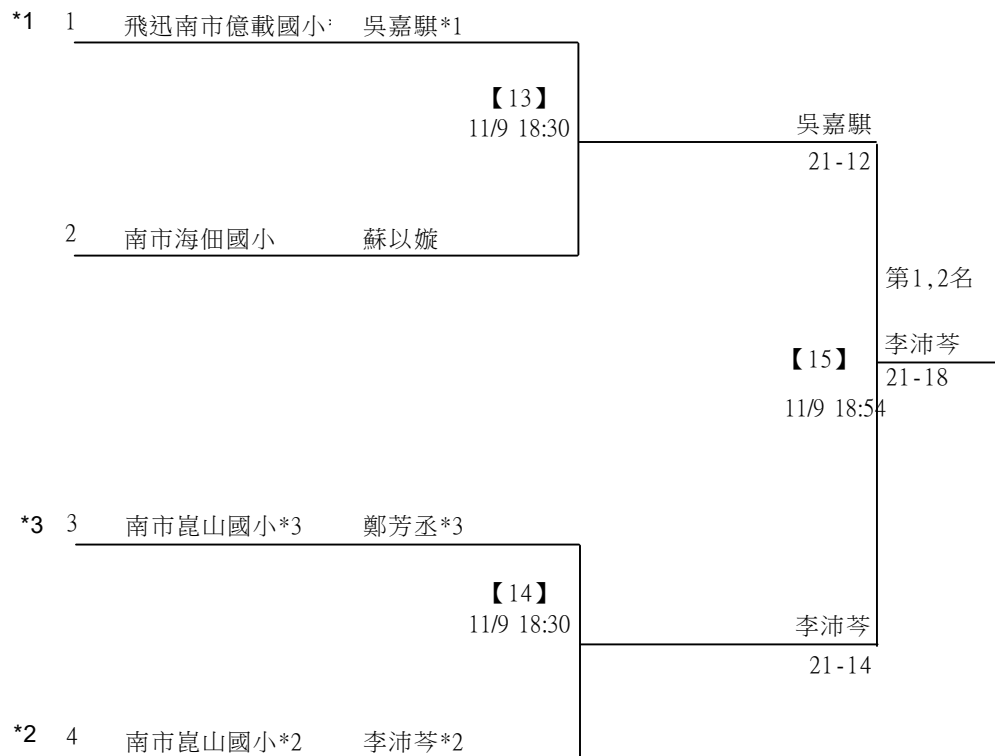 *1 1 飛迅南市億載國小 吳嘉騏*1
【13】
11/9 18:30
吳嘉騏
21-12
2 南市海佃國小 蘇以嫙
第1,2名
【15】
李沛芩
21-18
11/9 18:54
*3 3 南市崑山國小*3 鄭芳丞*3
【14】
11/9 18:30
李沛芩
21-14
*2 4 南市崑山國小*2 李沛芩*2